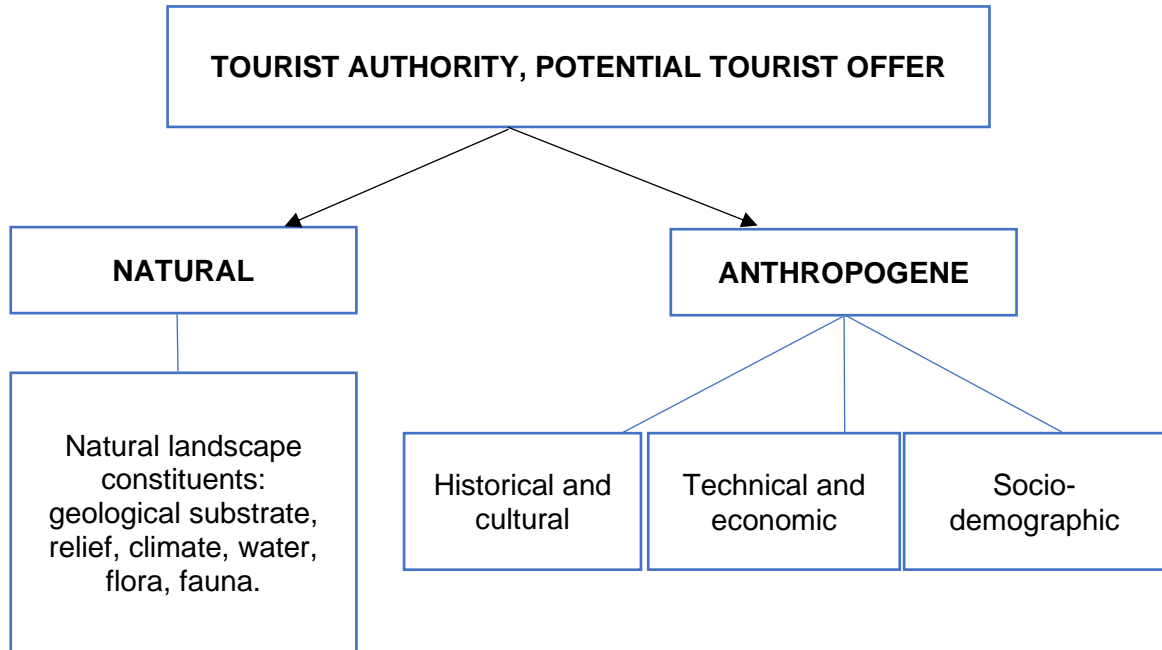 TOURIST AUTHORITY, POTENTIAL TOURIST OFFER
NATURAL
ANTHROPOGENE
Natural landscape
constituents:
geological substrate,
relief, climate, water,
flora, fauna.
Historical and
cultural
Technical and
economic
Socio-
demographic